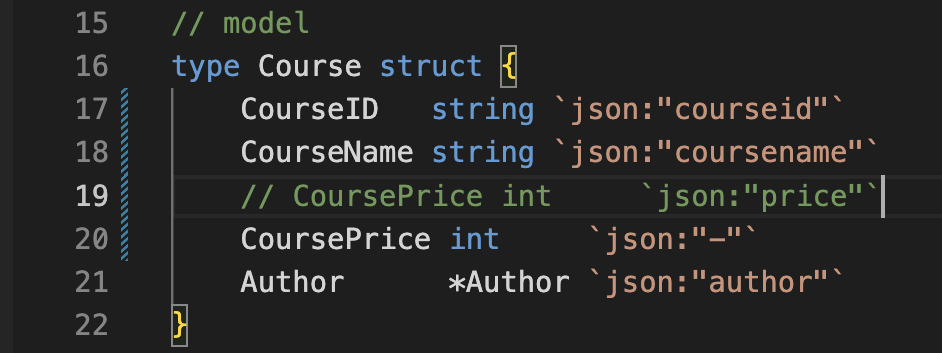 15 // model
16 type Course struct {
17 CourseID   string `json:"courseid"`
18 CourseName string `json:"coursename"`
19 // CoursePrice int     `json:"price"`
20 CoursePrice int     `json:"-"`
21 Author      *Author `json:"author"`
22 }